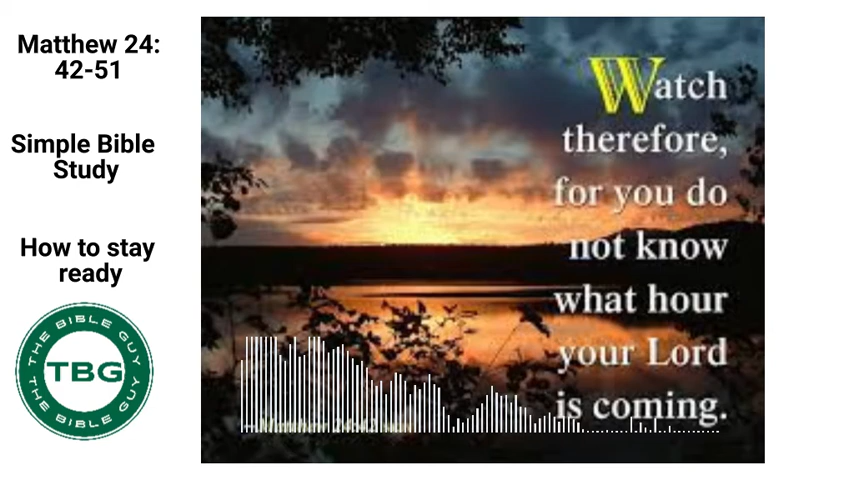 Matthew 24:
42-51
Simple Bible
Study
How to stay
ready
THE BIBLE GUY
TBG
THE BIBLE GUY
Watch
therefore,
for you do
not know
what hour
your Lord
is coming.